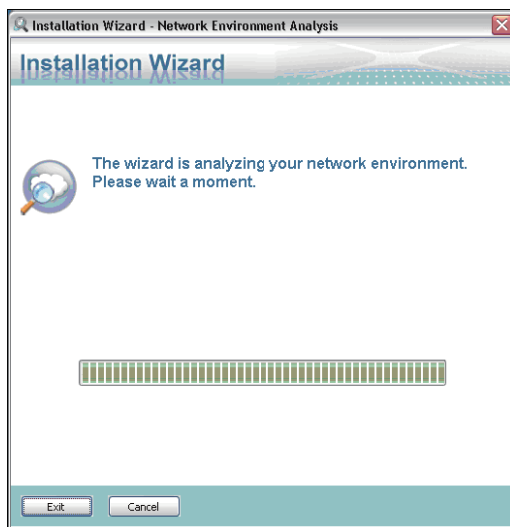 Installation Wizard - Network Environment Analysis
Installation Wizard
The wizard is analyzing your network environment.
Please wait a moment.
Exit
Cancel